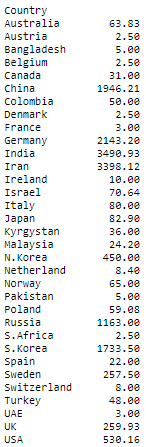 Country
Australia 63.83
Austria 2.50
Bangladesh 5.00
Belgium 2.50
Canada 31.00
China 1946.21
Colombia 50.00
Denmark 2.50
France 3.00
Germany 2143.20
India 3490.93
Iran 3398.12
Ireland 10.00
Israel 70.64
Italy 80.00
Japan 82.90
Kyrgystan 36.00
Malaysia 24.20
N.Korea 450.00
Netherland 8.40
Norway 65.00
Pakistan 5.00
Poland 59.08
Russia 1163.00
S.Africa 2.50
S.Korea 1733.50
Spain 22.00
Sweden 257.50
Switzerland 8.00
Turkey 48.00
UAE 3.00
UK 259.93
USA 530.16